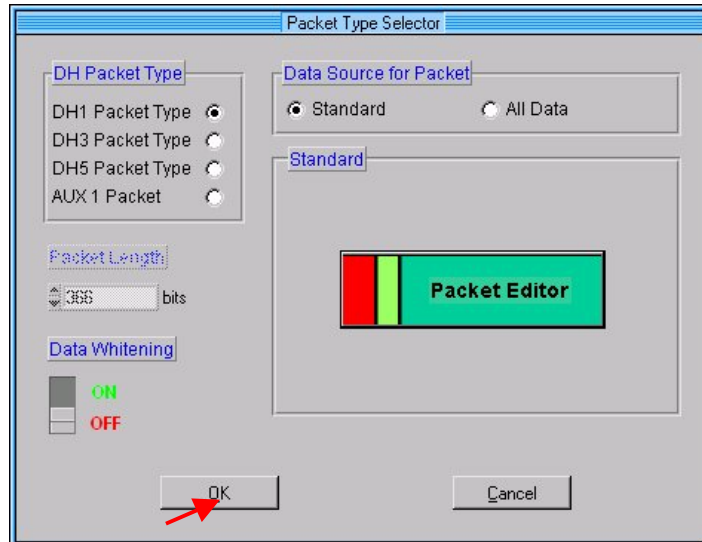 Packet Type Selector
DH Packet Type
DH1 Packet Type
DH3 Packet Type
DH5 Packet Type
AUX 1 Packet
Data Source for Packet
Standard
All Data
Standard
Packet Editor
Packet Length
366 bits
Data Whitening
ON
OFF
OK
Cancel